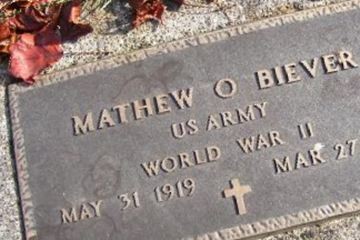 MATHEW O BIEVER
US ARMY
WORLD WAR II
MAY 31 1919 MAR 27